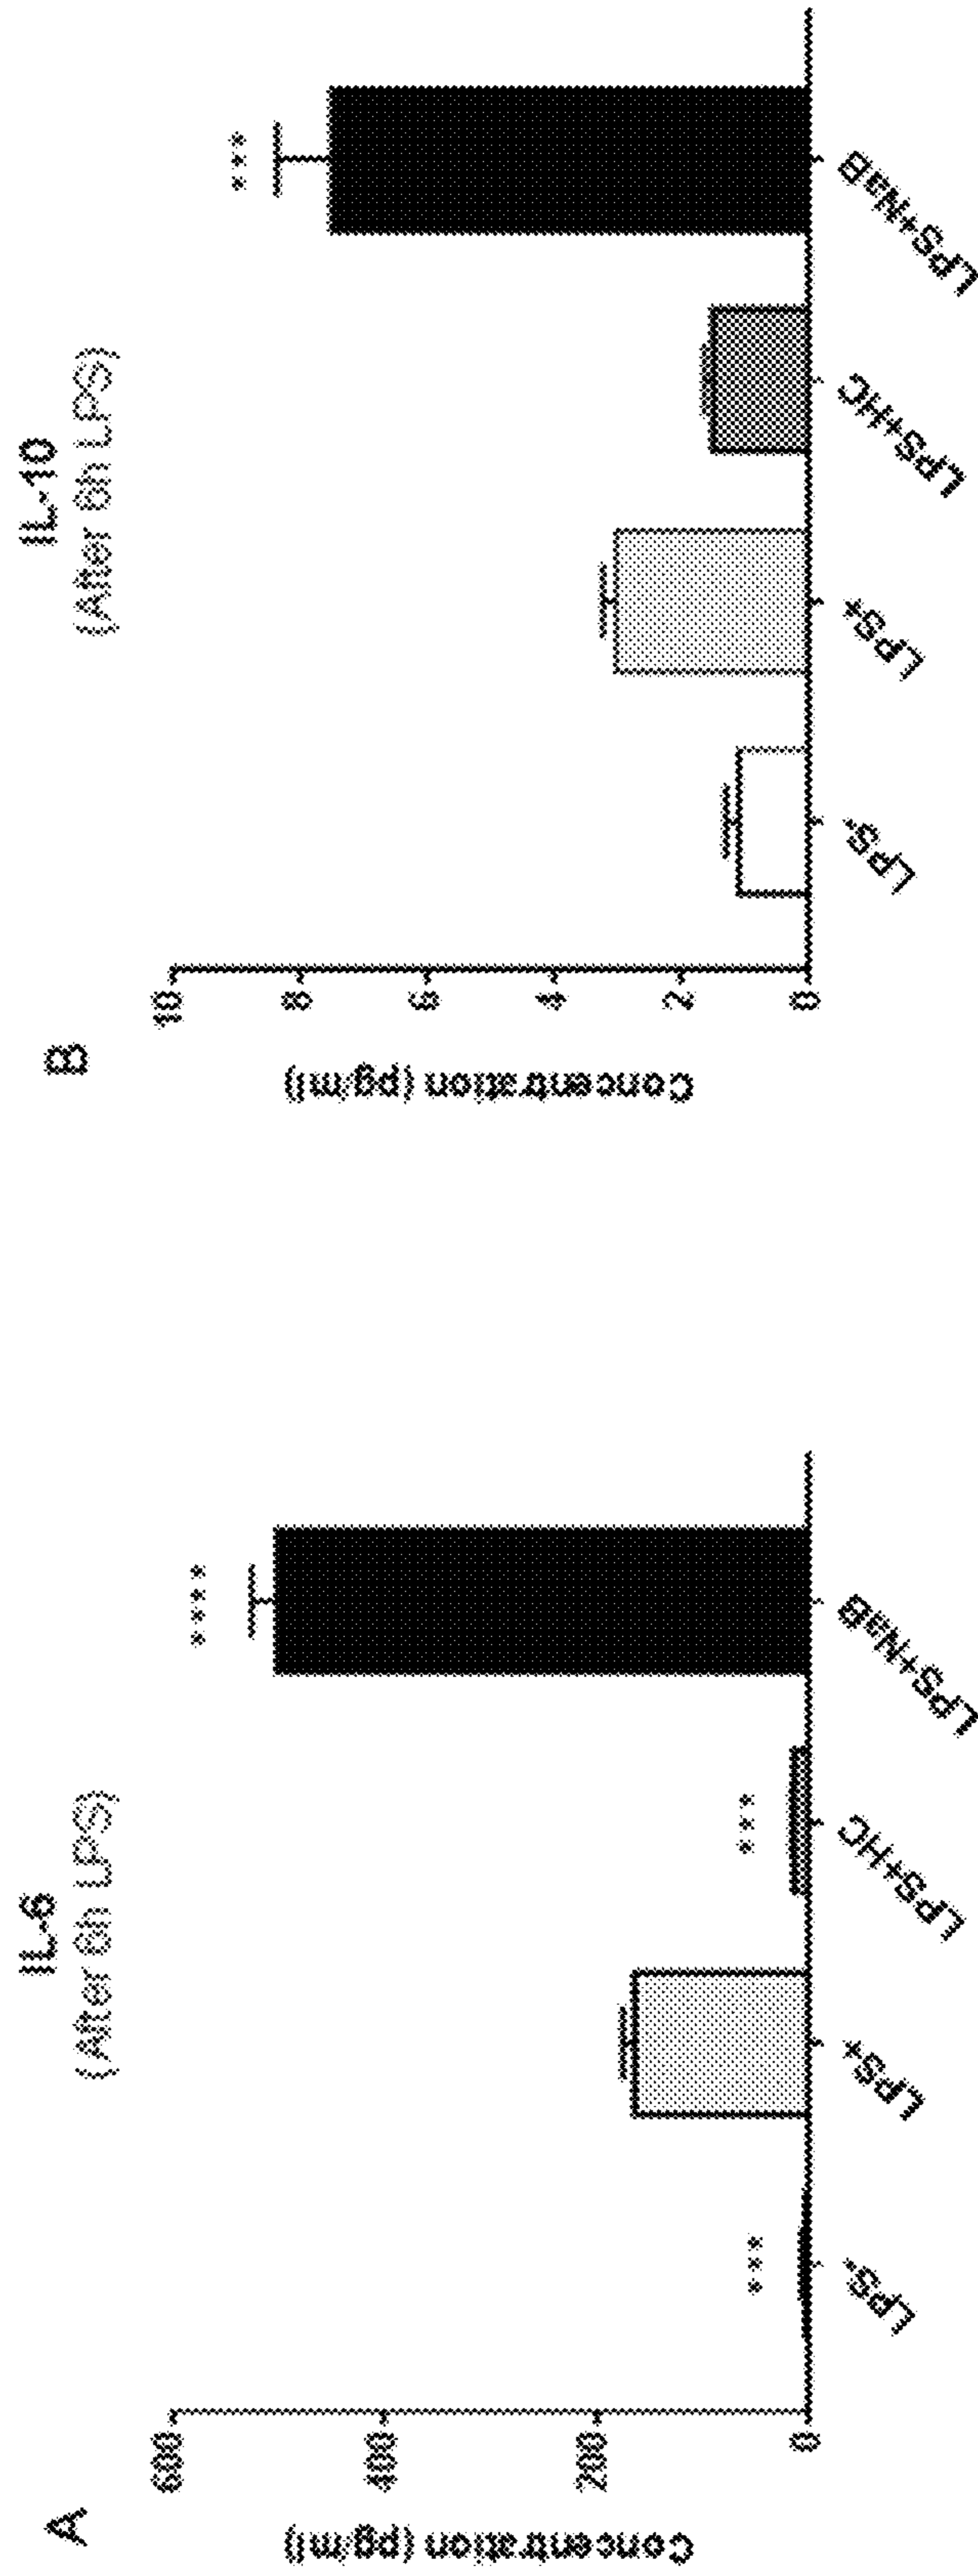 A
IL-6
(After 6h LPS)
Concentration (pg/ml)
600
400
200
0
***
***
****
LPS-
LPS+
LPS+HC
LPS+NaB
B
IL-10
(After 6h LPS)
Concentration (pg/ml)
10
8
6
4
2
0
***
LPS-
LPS+
LPS+HC
LPS+NaB